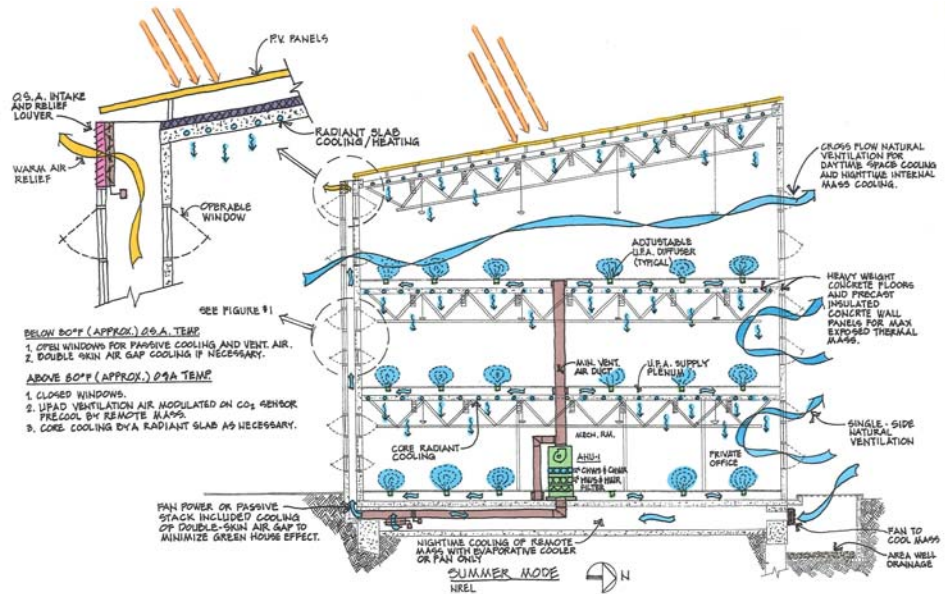 P.V. PANELS
O.S.A. INTAKE
AND RELIEF
LOUVER
WARM AIR
RELIEF
RADIANT SLAB
COOLING/HEATING
OPERABLE
WINDOW
CROSS FLOW NATURAL
VENTILATION FOR
DAYTIME SPACE COOLING
AND NIGHTTIME INTERNAL
MASS COOLING.
ADJUSTABLE
U.F.A. DIFFUSER
(TYPICAL)
HEAVY WEIGHT
CONCRETE FLOORS
AND PRECAST
INSULATED
CONCRTE WALL
PANELS FOR MAX
EXPOSED THERMAL
MASS.
SEE FIGURE #1
BELOW 80°F (APPROX.) O.S.A. TEMP.
1. OPEN WINDOWS FOR PASSIVE COOLING AND VENT. AIR.
2. DOUBLE SKIN AIR GAP COOLING IF NECESSARY.
ABOVE 80°F (APPROX.) OSA TEMP.
1. CLOSED WINDOWS.
2. UFAD VENTILATION AIR MODULATED ON CO2 SENSOR
PRECOOL BY REMOTE MASS.
3. CORE COOLING BY A RADIANT SLAB AS NECESSARY.
MIN. VENT.
AIR DUCT
U.F.A. SUPPLY
PLENUM
CORE RADIANT
COOLING
MECH. RM.
AHU-1
CHWS & CHWR
HWS & HWR
FILTER
PRIVATE
OFFICE
SINGLE-SIDE
NATURAL
VENTILATION
FAN POWER OR PASSIVE
STACK INCLUDED COOLING
OF DOUBLE-SKIN AIR GAP TO
MINIMIZE GREEN HOUSE EFFECT.
NIGHTIME COOLING OF REMOTE
MASS WITH EVAPORATIVE COOLER
OR FAN ONLY
FAN TO
COOL MASS
AREA WELL
DRAINAGE
SUMMER MODE
NREL
N